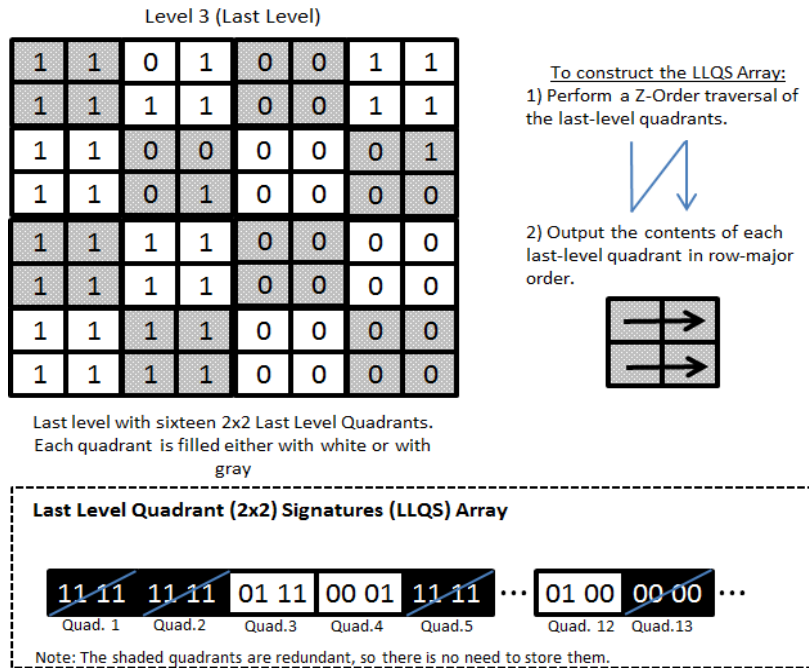 Level 3 (Last Level)
1 1 0 1 0 0 1 1
1 1 1 1 0 0 1 1
1 1 0 0 0 0 0 1
1 1 0 1 0 0 0 0
1 1 1 1 0 0 0 0
1 1 1 1 0 0 0 0
1 1 1 1 0 0 0 0
1 1 1 1 0 0 0 0
Last level with sixteen 2x2 Last Level Quadrants.
Each quadrant is filled either with white or with
gray
To construct the LLQS Array:
1) Perform a Z-Order traversal of
the last-level quadrants.
2) Output the contents of each
last-level quadrant in row-major
order.
Last Level Quadrant (2x2) Signatures (LLQS) Array
11 11 11 11 01 11 00 01 11 11 ... 01 00 00 00 ...
Quad. 1 Quad.2 Quad.3 Quad.4 Quad.5 Quad. 12 Quad.13
Note: The shaded quadrants are redundant, so there is no need to store them.